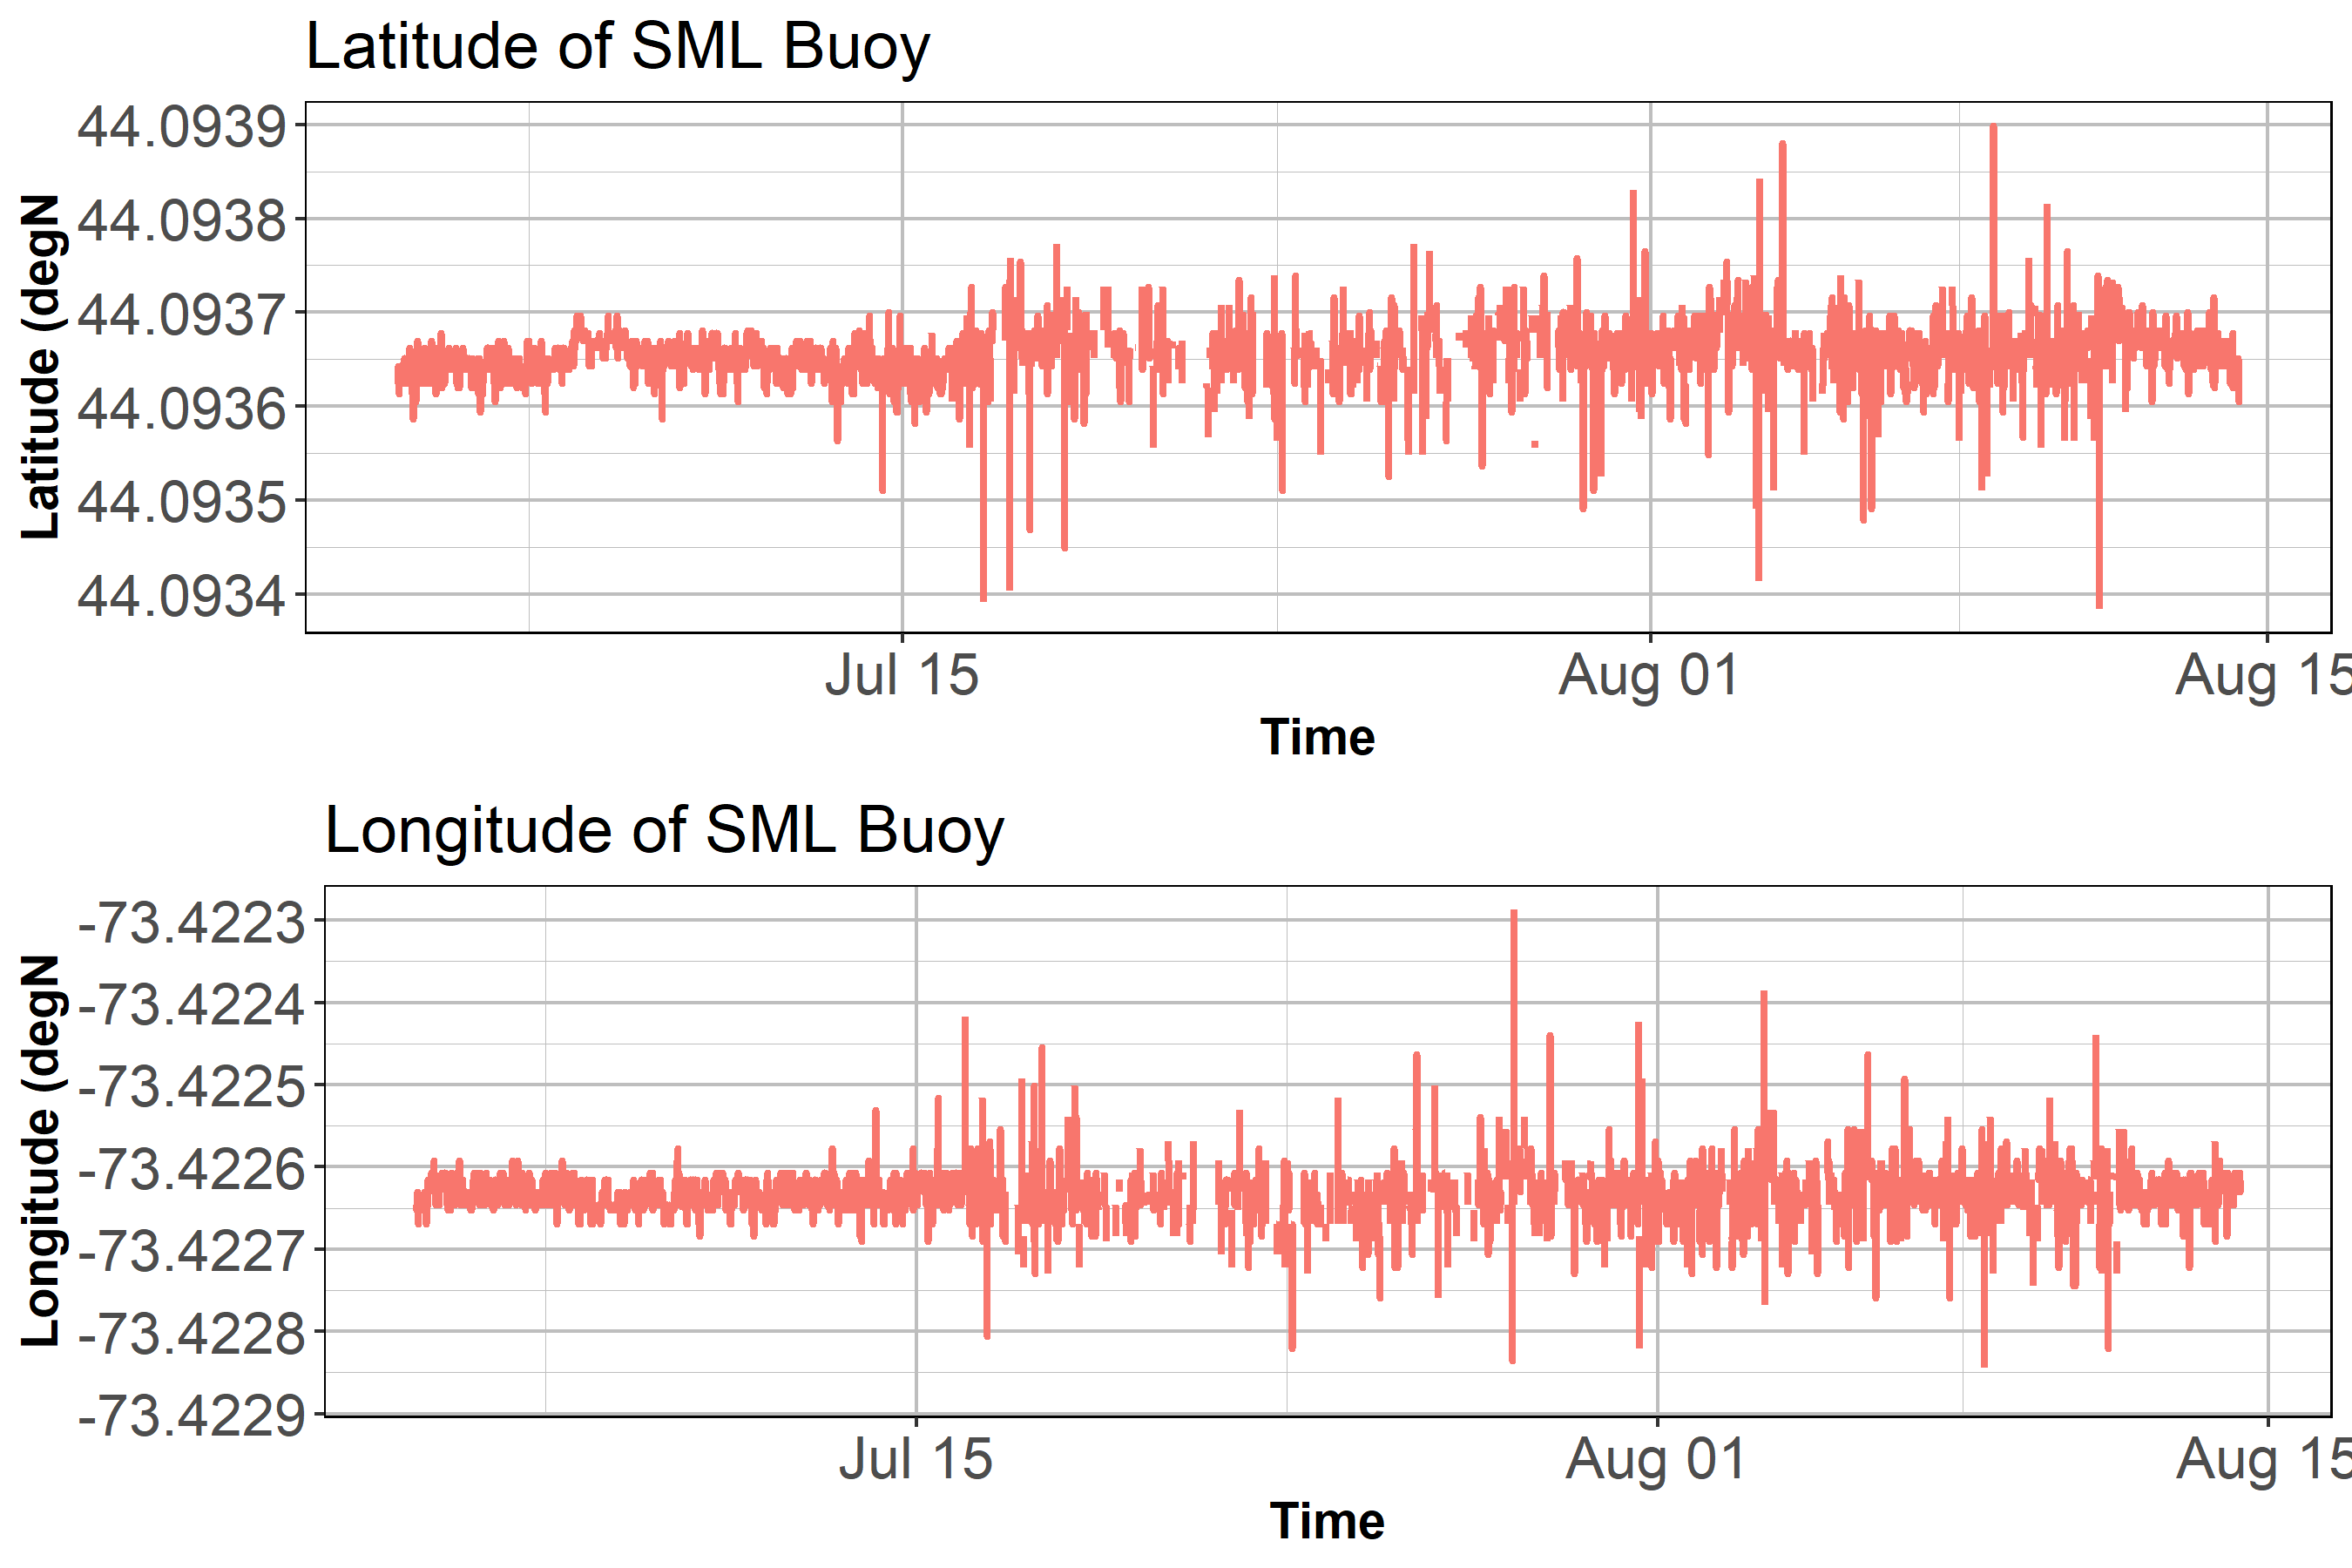 Latitude of SML Buoy
Latitude (degN
44.0939
44.0938
44.0937
44.0936
44.0935
44.0934
Jul 15
Aug 01
Aug 15
Time
Longitude of SML Buoy
Longitude (degN
-73.4223
-73.4224
-73.4225
-73.4226
-73.4227
-73.4228
-73.4229
Jul 15
Aug 01
Aug 15
Time